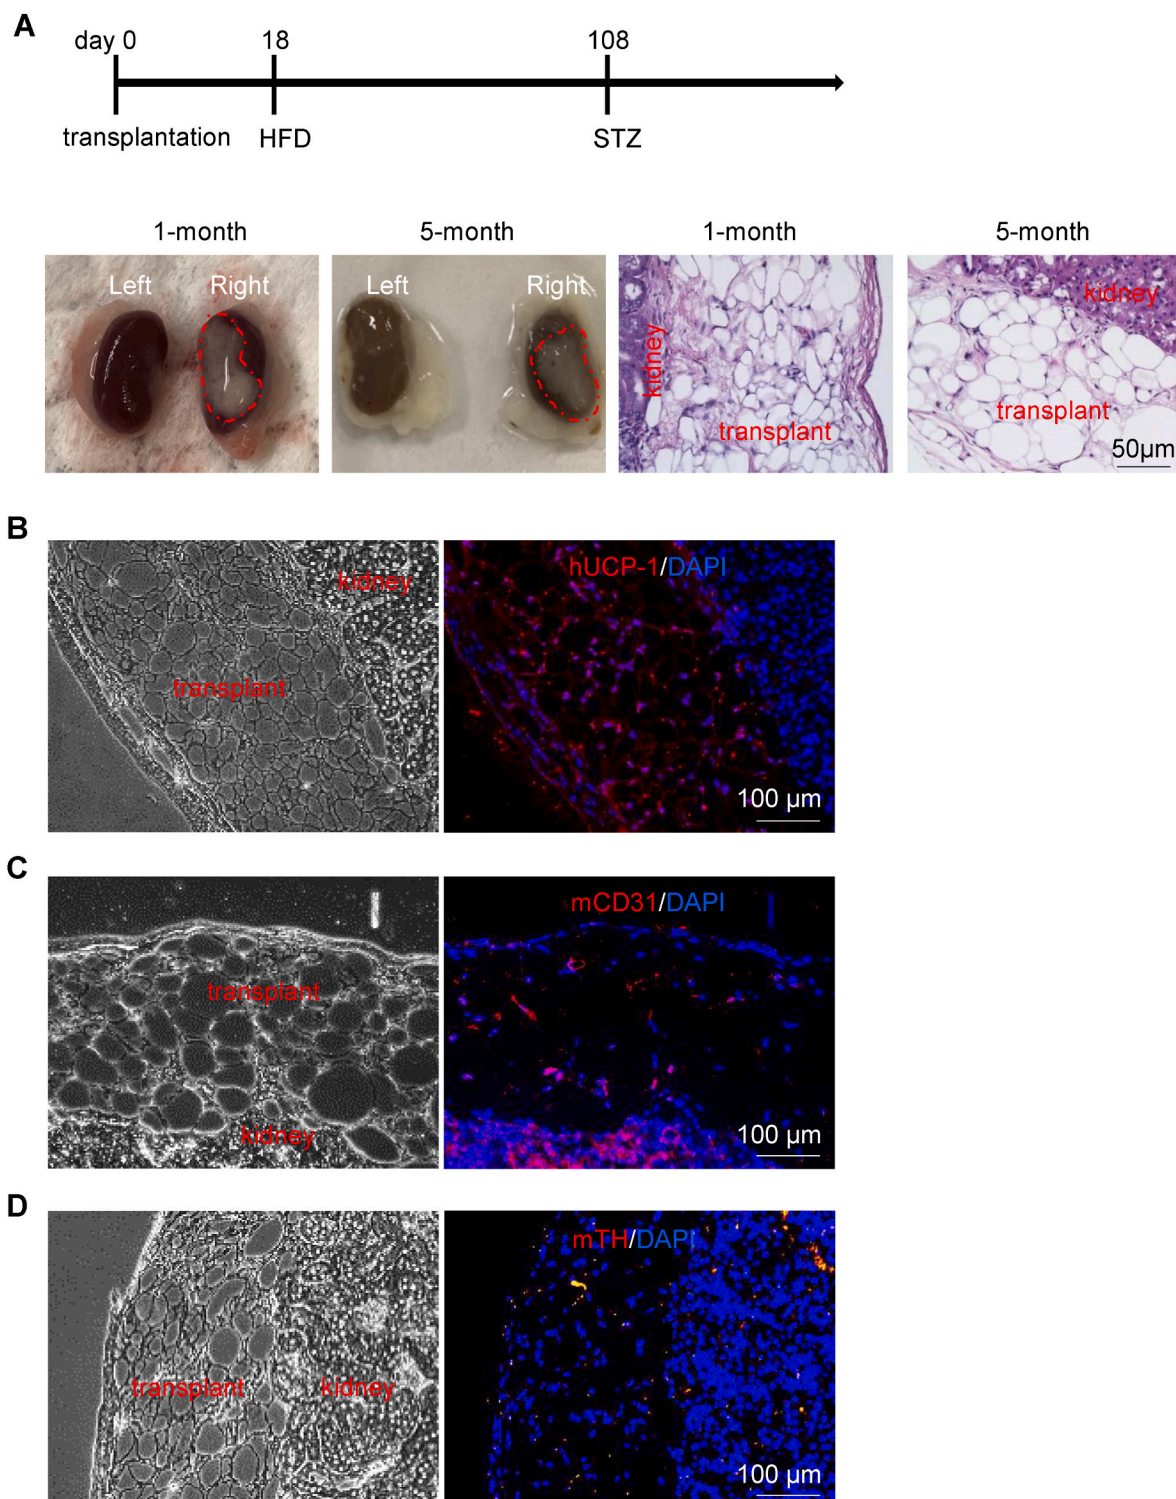 A
day 0 18 108
transplantation HFD STZ
1-month 5-month 1-month 5-month
Left Right Left Right
kidney
transplant
kidney
transplant
50μm
B
kidney
transplant
hUCP-1/DAPI
100 μm
C
transplant
kidney
mCD31/DAPI
100 μm
D
transplant kidney
mTH/DAPI
100 μm